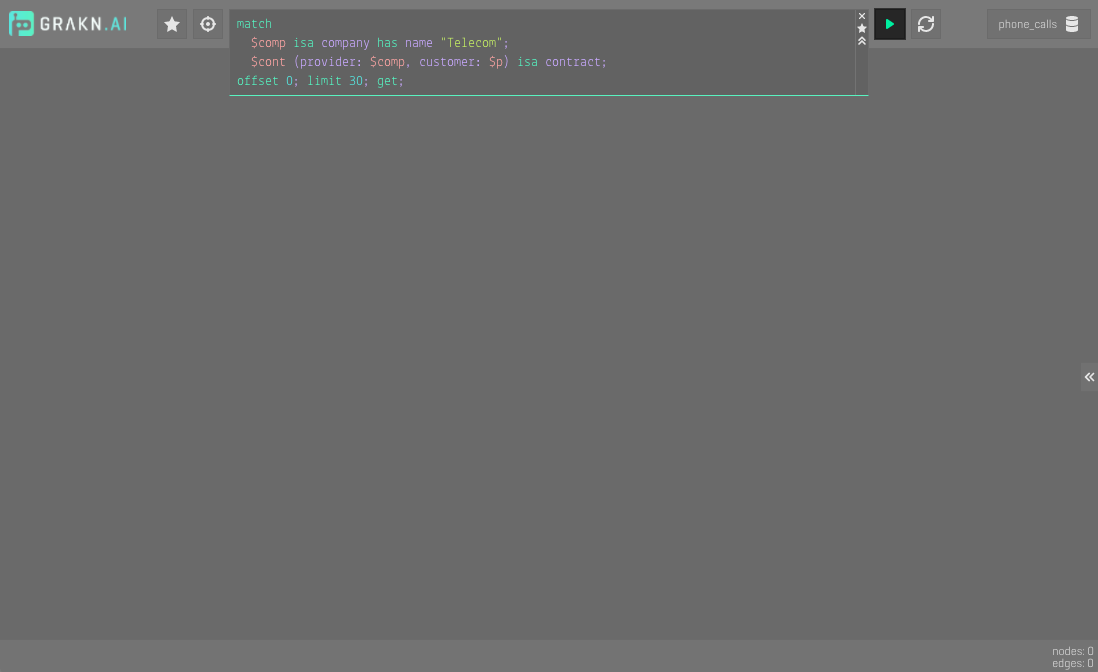 GRAKN.AI
match
$comp isa company has name "Telecom";
$cont (provider: $comp, customer: $p) isa contract;
offset 0; limit 30; get;
phone_calls
nodes: 0
edges: 0